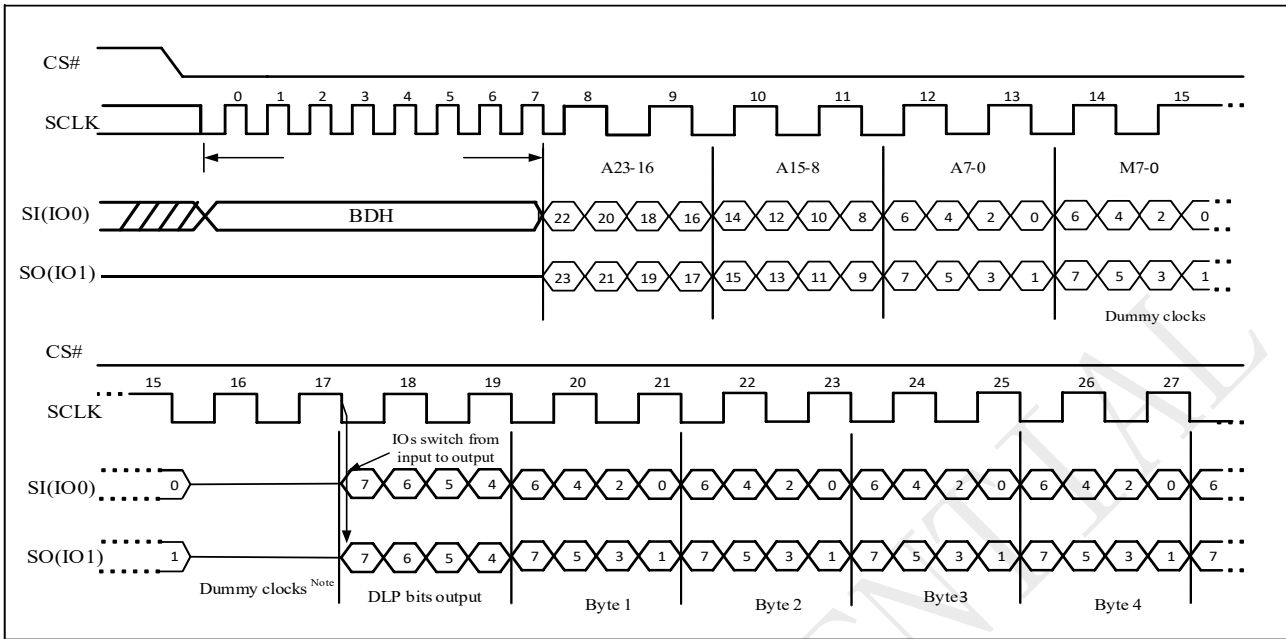 CS#
0 1 2 3 4 5 6 7 8 9 10 11 12 13 14 15
SCLK
A23-16 A15-8 A7-0 M7-0
SI(IO0) BDH 22 20 18 16 14 12 10 8 6 4 2 0 6 4 2 0
SO(IO1) 23 21 19 17 15 13 11 9 7 5 3 1 7 5 3 1
Dummy clocks
CS#
15 16 17 18 19 20 21 22 23 24 25 26 27
SCLK
IOs switch from
input to output
SI(IO0) 0 7 6 5 4 6 4 2 0 6 4 2 0 6 4 2 0 6 4 2 0 6
SO(IO1) 1 7 6 5 4 7 5 3 1 7 5 3 1 7 5 3 1 7 5 3 1 7
Dummy clocks Note DLP bits output Byte 1 Byte 2 Byte3 Byte 4
ENTIAL